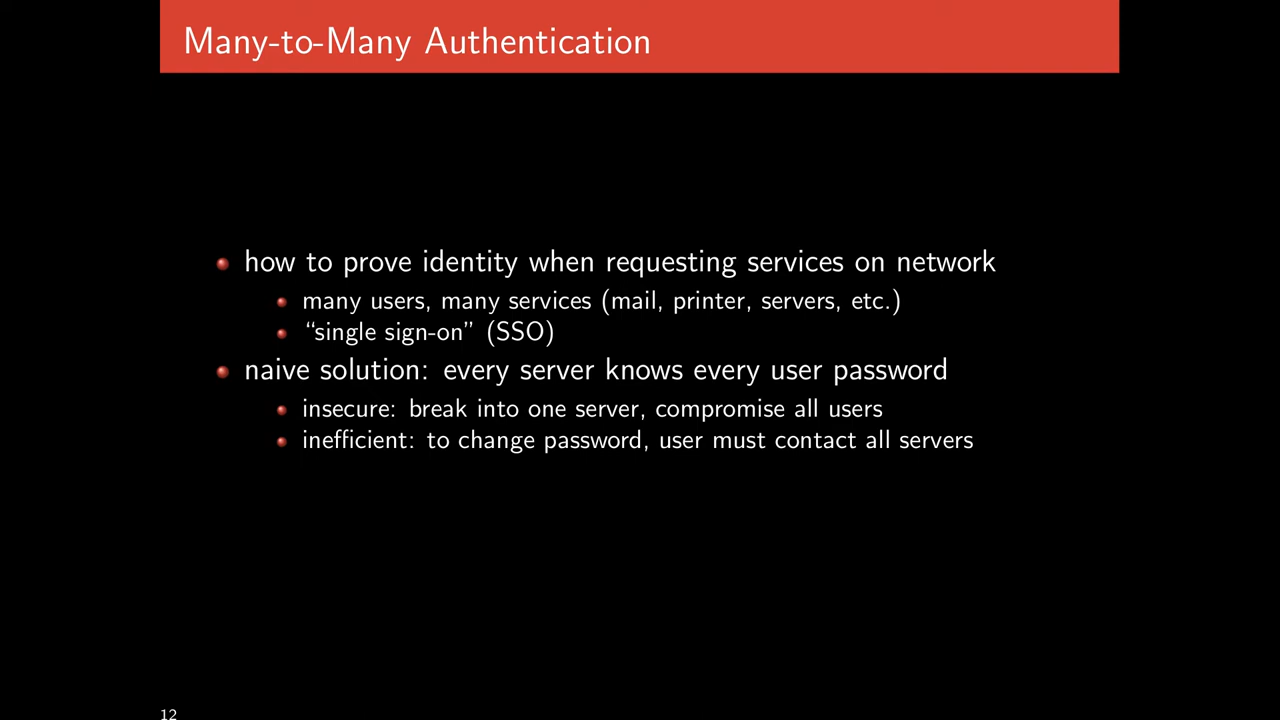 Many-to-Many Authentication
how to prove identity when requesting services on network
many users, many services (mail, printer, servers, etc.)
“single sign-on” (SSO)
naive solution: every server knows every user password
insecure: break into one server, compromise all users
inefficient: to change password, user must contact all servers
12